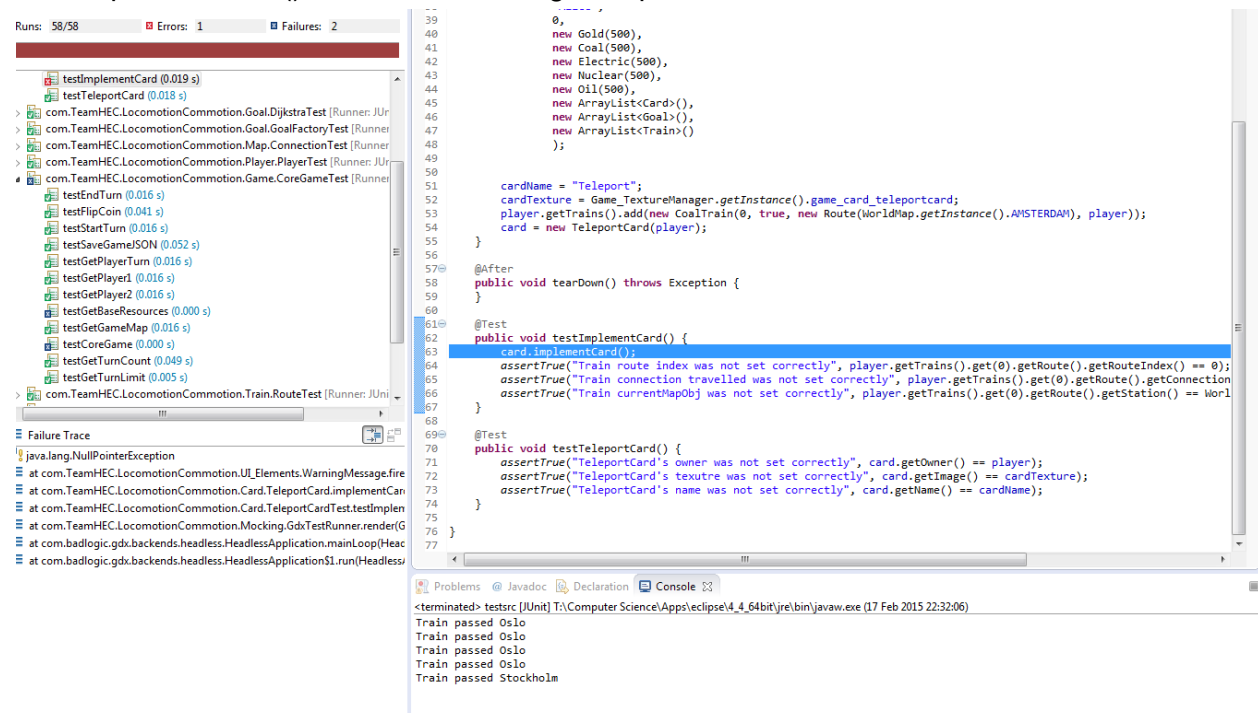 Runs: 58/58 Errors: 1 Failures: 2
testImplementCard (0.019 s)
testTeleportCard (0.018 s)
com.TeamHEC.LocomotionCommotion.Goal.DijkstraTest [Runner: JUr
com.TeamHEC.LocomotionCommotion.Goal.GoalFactoryTest [Runner
com.TeamHEC.LocomotionCommotion.Map.ConnectionTest [Runner
com.TeamHEC.LocomotionCommotion.Player.PlayerTest [Runner: JUr
com.TeamHEC.LocomotionCommotion.Game.CoreGameTest [Runner
testEndTurn (0.016 s)
testFlipCoin (0.041 s)
testStartTurn (0.016 s)
testSaveGameJSON (0.052 s)
testGetPlayerTurn (0.016 s)
testGetPlayer1 (0.016 s)
testGetPlayer2 (0.016 s)
testGetBaseResources (0.000 s)
testGetGameMap (0.016 s)
testCoreGame (0.000 s)
testGetTurnCount (0.049 s)
testGetTurnLimit (0.005 s)
com.TeamHEC.LocomotionCommotion.Train.RouteTest [Runner: JUni
Failure Trace
java.lang.NullPointerException
at com.TeamHEC.LocomotionCommotion.UI_Elements.WarningMessage.fire
at com.TeamHEC.LocomotionCommotion.Card.TeleportCard.implementCar
at com.TeamHEC.LocomotionCommotion.Card.TeleportCardTest.testImplem
at com.TeamHEC.LocomotionCommotion.Mocking.GdxTestRunner.render(G
at com.badlogic.gdx.backends.headless.HeadlessApplication.mainLoop(Headl
at com.badlogic.gdx.backends.headless.HeadlessApplication$1.run(Headless
39 0,
40 new Gold(500),
41 new Coal(500),
42 new Electric(500),
43 new Nuclear(500),
44 new Oil(500),
45 new ArrayList<Card>(),
46 new ArrayList<Goal>(),
47 new ArrayList<Train>()
48 );
49
50
51 cardName = "Teleport";
52 cardTexture = Game_TextureManager.getInstance().game_card_teleportcard;
53 player.getTrains().add(new CoalTrain(0, true, new Route(WorldMap.getInstance().AMSTERDAM), player));
54 card = new TeleportCard(player);
55 }
56
57 @After
58 public void tearDown() throws Exception {
59 }
60
61 @Test
62 public void testImplementCard() {
63 card.implementCard();
64 assertTrue("Train route index was not set correctly", player.getTrains().get(0).getRoute().getRouteIndex() == 0);
65 assertTrue("Train connection travelled was not set correctly", player.getTrains().get(0).getRoute().getConnection
66 assertTrue("Train currentMapObj was not set correctly", player.getTrains().get(0).getRoute().getStation() == Worl
67 }
68
69 @Test
70 public void testTeleportCard() {
71 assertTrue("TeleportCard's owner was not set correctly", card.getOwner() == player);
72 assertTrue("TeleportCard's texutre was not set correctly", card.getImage() == cardTexture);
73 assertTrue("TeleportCard's name was not set correctly", card.getName() == cardName);
74 }
75
76 }
77
Problems @ Javadoc Declaration Console
<terminated> testsrc [JUnit] T:\Computer Science\Apps\eclipse\4_4_64bit\jre\bin\javaw.exe (17 Feb 2015 22:32:06)
Train passed Oslo
Train passed Oslo
Train passed Oslo
Train passed Oslo
Train passed Stockholm